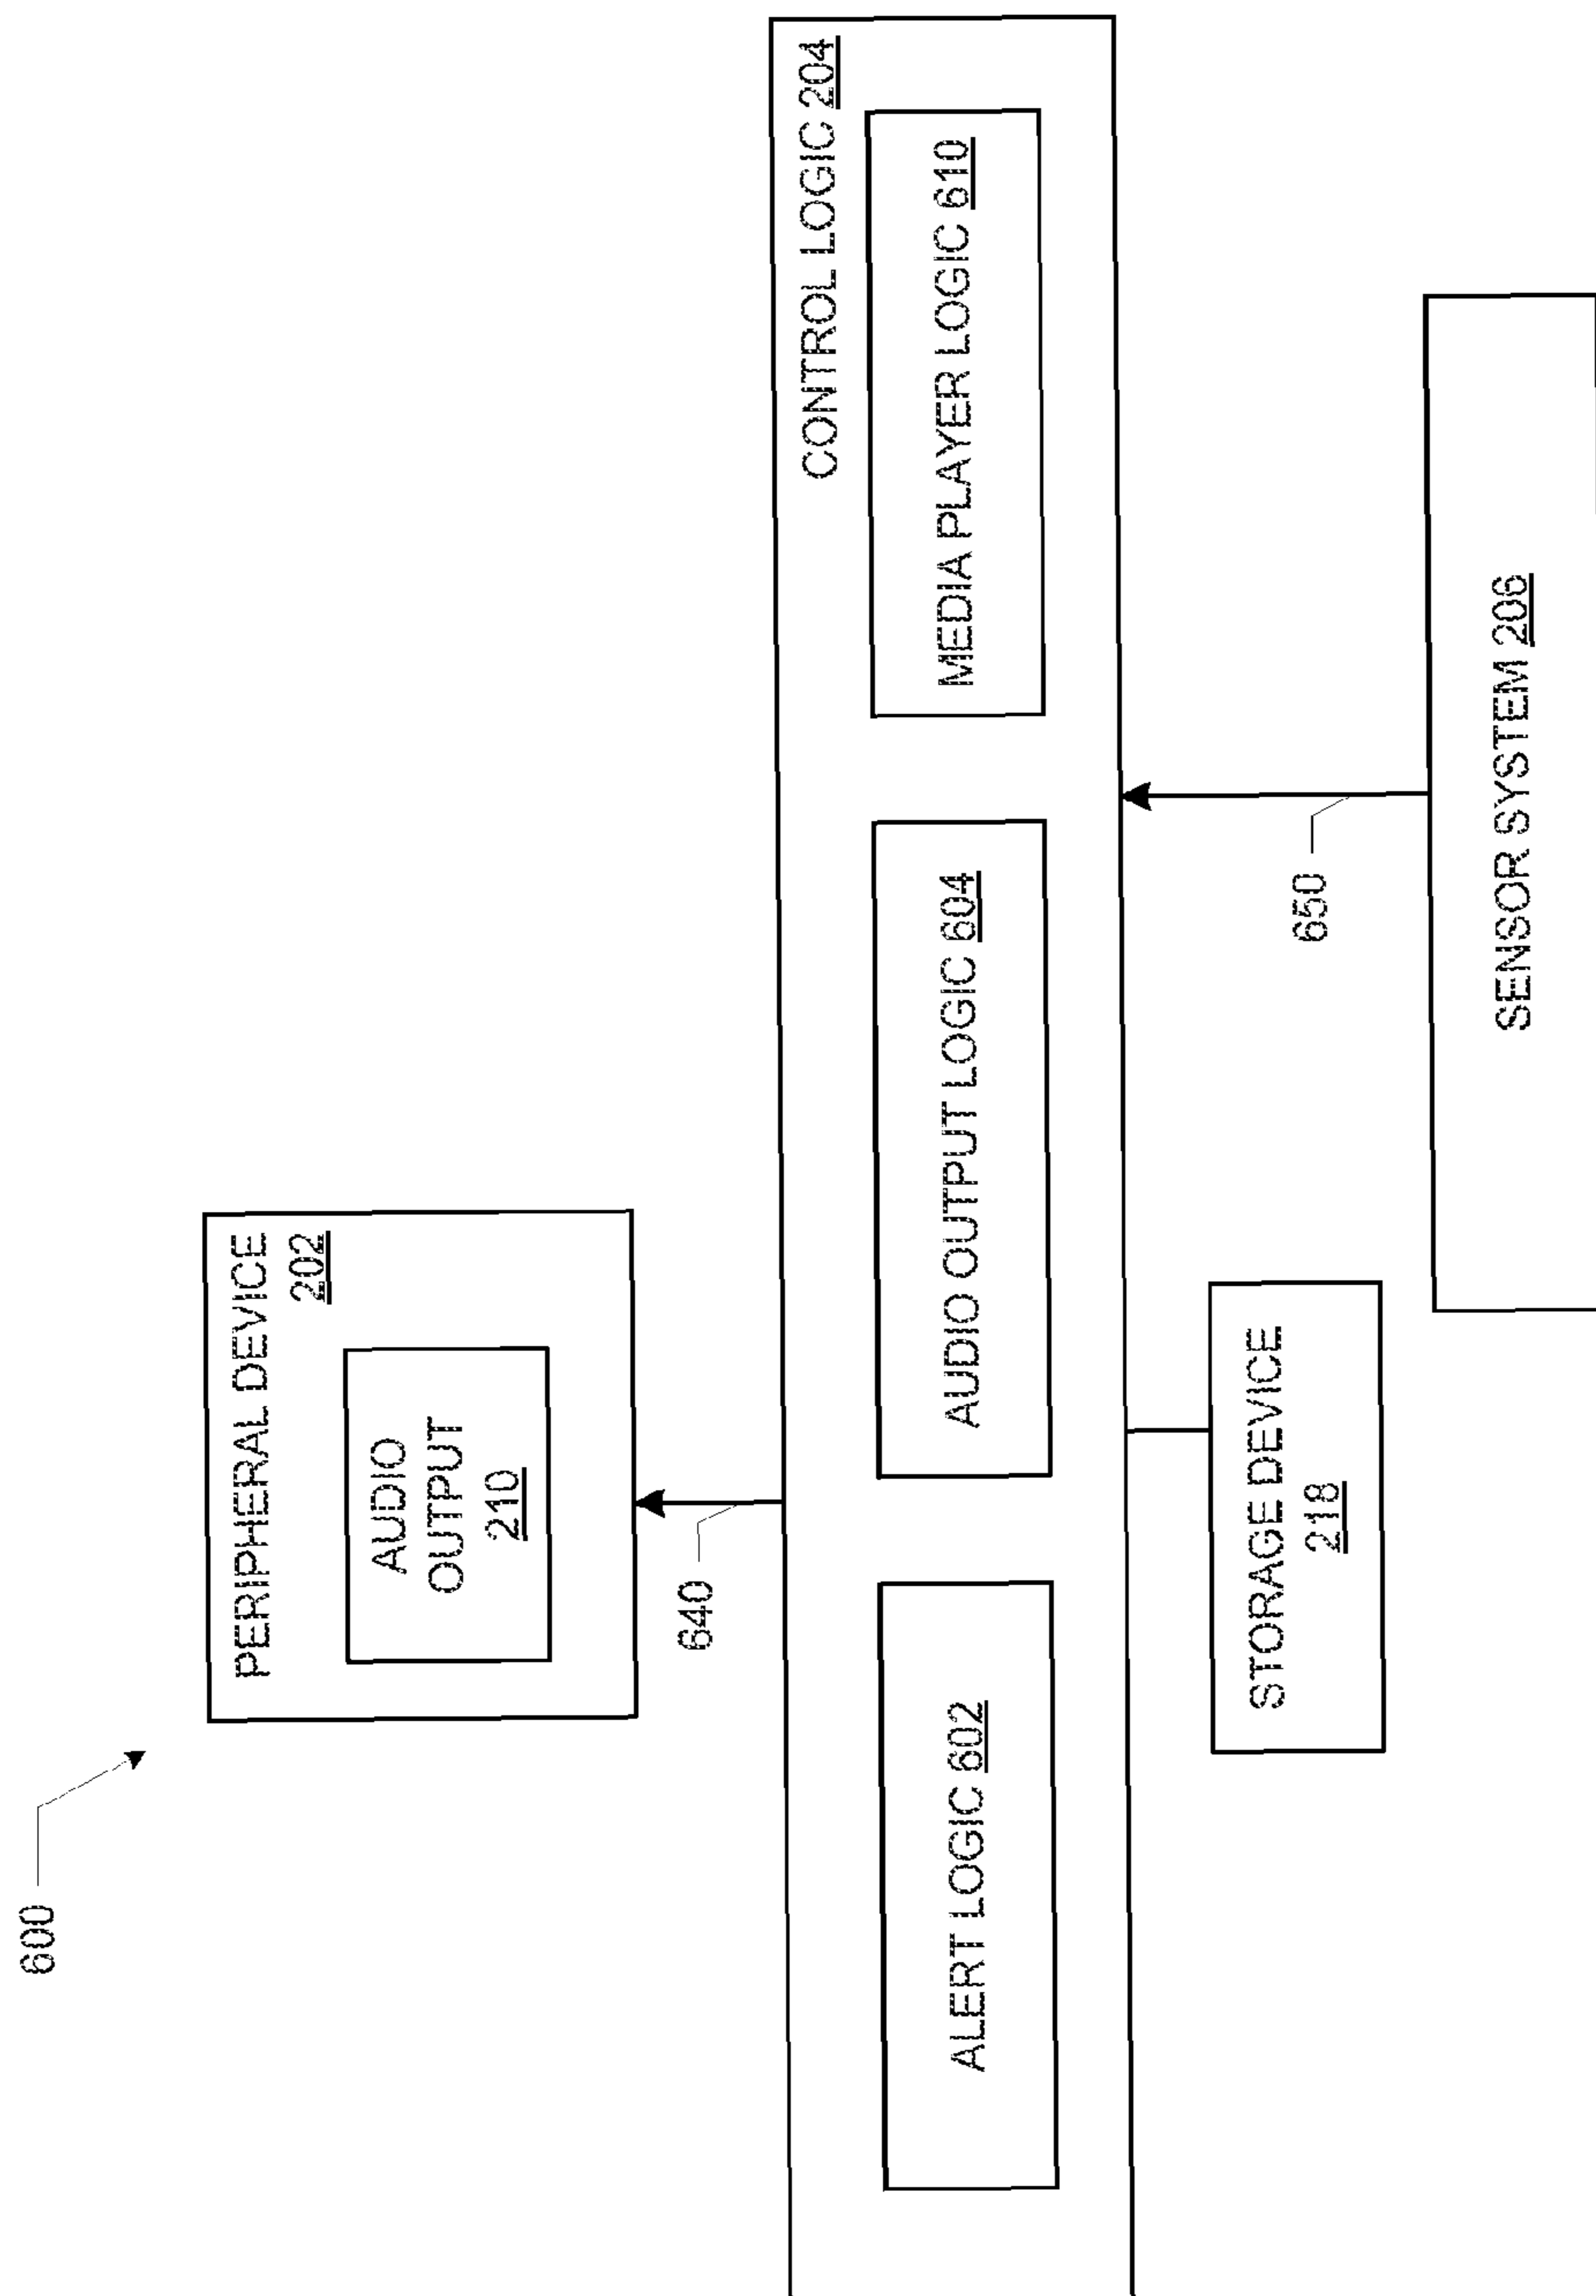 600
PERIPHERAL DEVICE
202
AUDIO
OUTPUT
210
640
CONTROL LOGIC 204
ALERT LOGIC 602
AUDIO OUTPUT LOGIC 604
MEDIA PLAYER LOGIC 610
STORAGE DEVICE
218
650
SENSOR SYSTEM 206